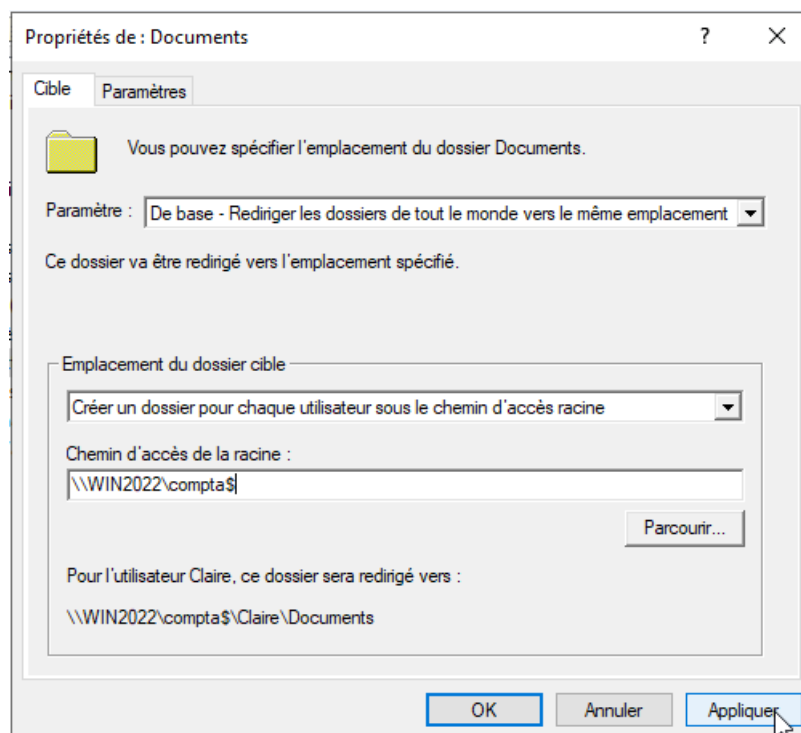 Propriétés de : Documents
?
Cible
Paramètres
Vous pouvez spécifier l'emplacement du dossier Documents.
Paramètre : De base - Rediriger les dossiers de tout le monde vers le même emplacement
Ce dossier va être redirigé vers l'emplacement spécifié.
Emplacement du dossier cible
Créer un dossier pour chaque utilisateur sous le chemin d'accès racine
Chemin d'accès de la racine :
\\WIN2022\compta$
Parcourir...
Pour l'utilisateur Claire, ce dossier sera redirigé vers :
\\WIN2022\compta$\Claire\Documents
OK
Annuler
Appliquer